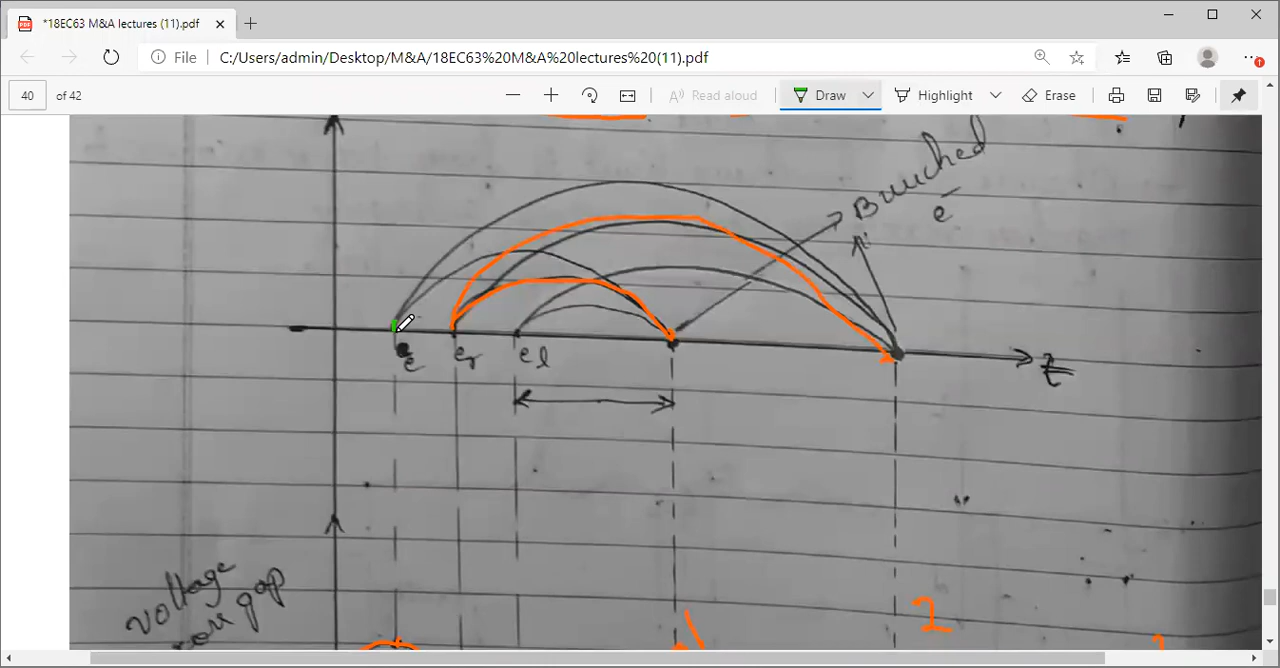 *18EC63 M&A lectures (11).pdf
File C:/Users/admin/Desktop/M&A/18EC63%20M&A%20lectures%20(11).pdf
40 of 42 Read aloud Draw Highlight Erase
Bunched
e-
e er el z
voltage
gap
2